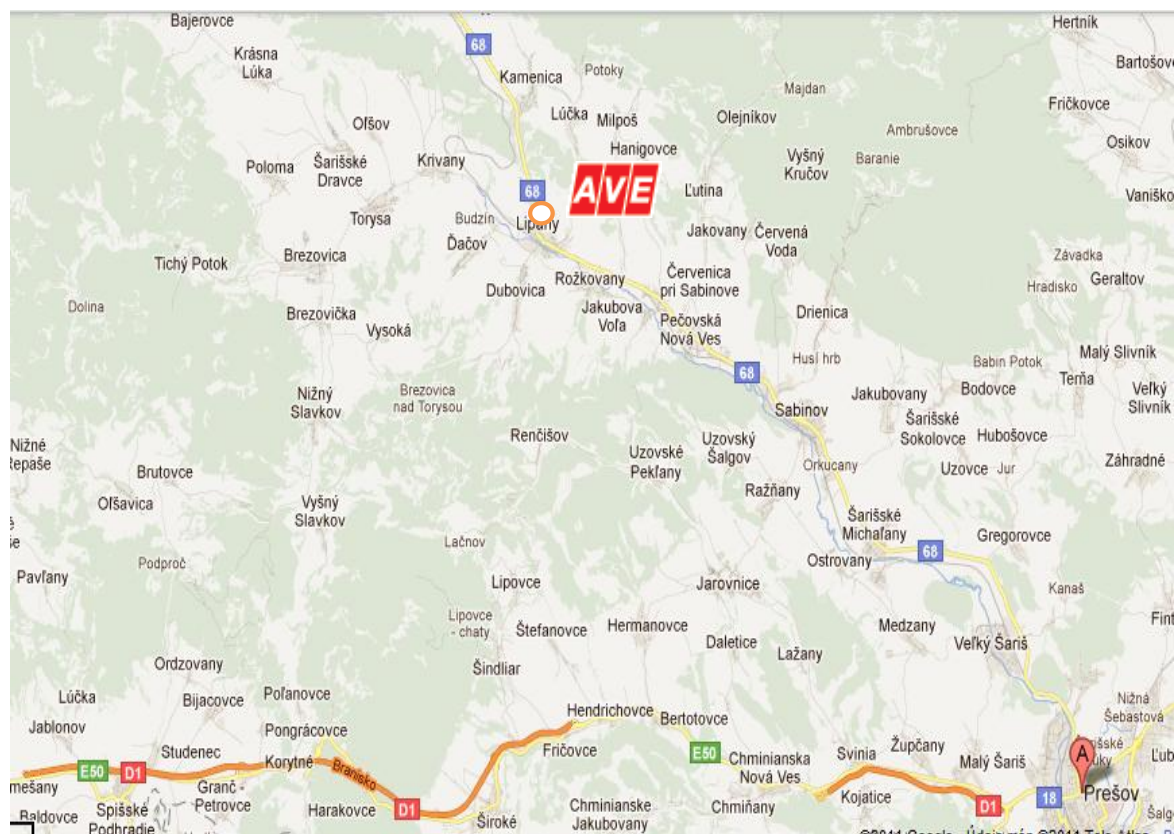 Bajerovce
Hertník
68
Krásna
Lúka
Kamenica
Potoky
Bartošov
Majdan
Fričkovce
Lúčka
Milpoš
Olejníkov
Oľšov
Ambrušovce
Osikov
Hanigovce
Poloma
Šarišské
Dravce
Krivany
Vyšný
Kručov
Baranie
68
AVE
Ľutina
Vaniško
Torysa
Budzín
Lipany
Jakovany
Červená
Voda
Ďačov
Brezovica
Tichý Potok
Závadka
Geraltov
Rožkovany
Červenica
pri Sabinove
Hradisko
Dubovica
Dolina
Brezovička
Jakubova
Voľa
Drienica
Vysoká
Pečovská
Nová Ves
Malý Slivník
Husí hrb
Babin Potok
68
Terňa
Bodovce
Veľký
Slivník
Nižný
Slavkov
Brezovica
nad Torysou
Jakubovany
Sabinov
Šarišské
Sokolovce
Renčišov
Hubošovce
Nižné
Repaše
Uzovské
Pekľany
Uzovský
Šalgov
Brutovce
Orkucany
Uzovce
Jur
Záhradné
Ražňany
Oľšavica
Vyšný
Slavkov
Šarišské
Michaľany
Gregorovce
Lačnov
68
Podproč
Ostrovany
Pavľany
Lipovce
Jarovnice
Kanaš
Lipovce
- chaty
Štefanovce
Hermanovce
Medzany
Fint
Daletice
Veľký Šariš
Lažany
Ordzovany
Šindliar
Lúčka
Bijacovce
Poľanovce
Nižná
Šebastová
Hendrichovce
Bertotovce
Jablonov
Pongrácovce
Studenec
Fričovce
E50
Chminianska
Nová Ves
Svinia
Župčany
Malý Šariš
A
Korytné
Branisko
E50
D1
Granč -
Petrovce
Harakovce
D1
Chmiňany
Kojatice
D1
18
Prešov
Baldovce
Spišské
Podhradie
Široké
Chminianske
Jakubovany